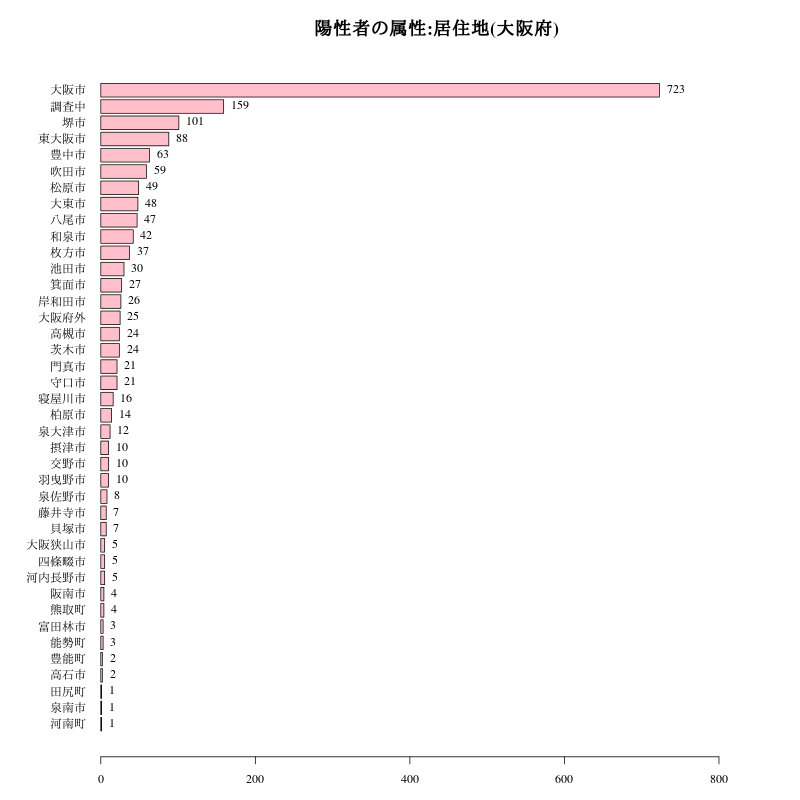 陽性者の属性:居住地(大阪府)
大阪市 723
調査中 159
堺市 101
東大阪市 88
豊中市 63
吹田市 59
松原市 49
大東市 48
八尾市 47
和泉市 42
枚方市 37
池田市 30
箕面市 27
岸和田市 26
大阪府外 25
高槻市 24
茨木市 24
門真市 21
守口市 21
寝屋川市 16
柏原市 14
泉大津市 12
摂津市 10
交野市 10
羽曳野市 10
泉佐野市 8
藤井寺市 7
貝塚市 7
大阪狭山市 5
四條畷市 5
河内長野市 5
阪南市 4
熊取町 4
富田林市 3
能勢町 3
豊能町 2
高石市 2
田尻町 1
泉南市 1
河南町 1
0 200 400 600 800